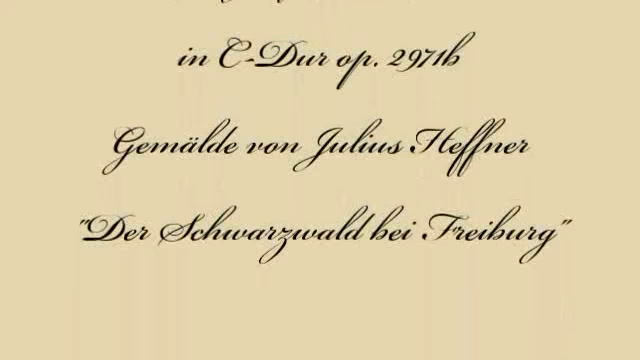 in C-Dur op. 2971b
Gemälde von Julius Heffner
"Der Schwarzwald bei Freiburg"